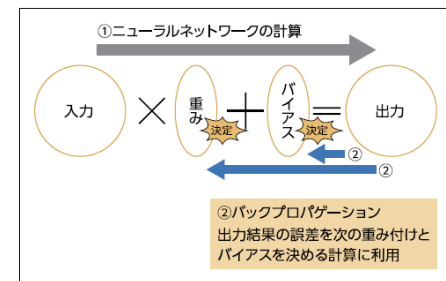 ①ニューラルネットワークの計算
入力
×
重み
決定
+
バイアス
決定
=
出力
②
②
②バックプロパゲーション
出力結果の誤差を次の重み付けと
バイアスを決める計算に利用